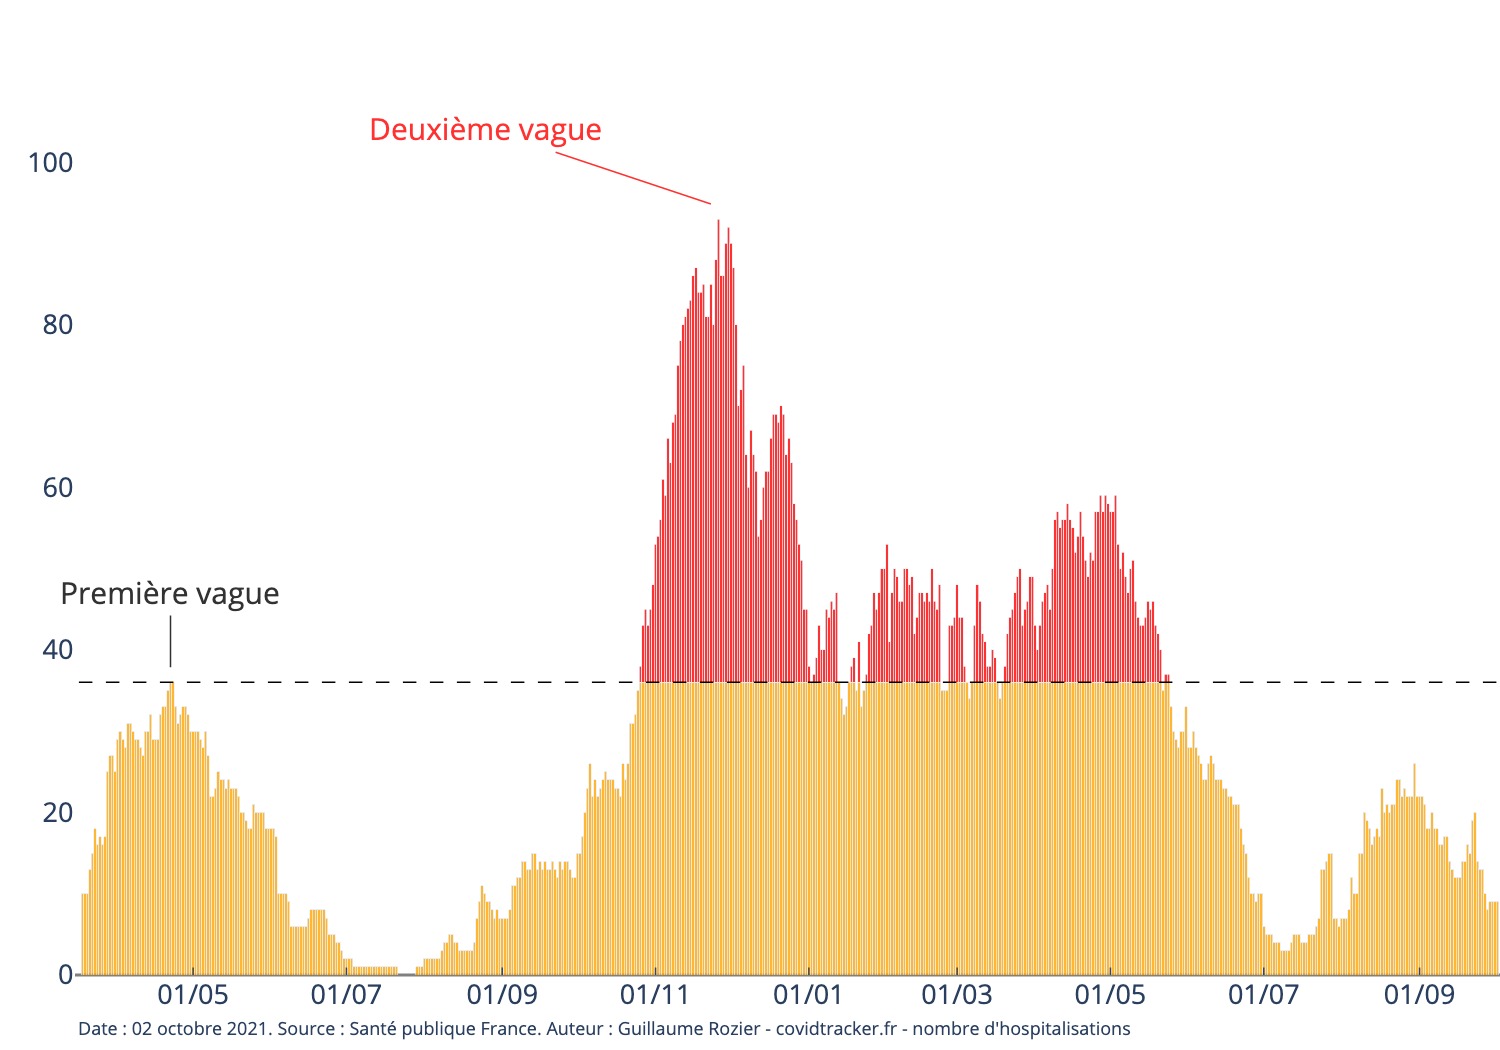 Deuxième vague
100
80
60
Première vague
40
20
0
01/05 01/07 01/09 01/11 01/01 01/03 01/05 01/07 01/09
Date : 02 octobre 2021. Source : Santé publique France. Auteur : Guillaume Rozier - covidtracker.fr - nombre d'hospitalisations